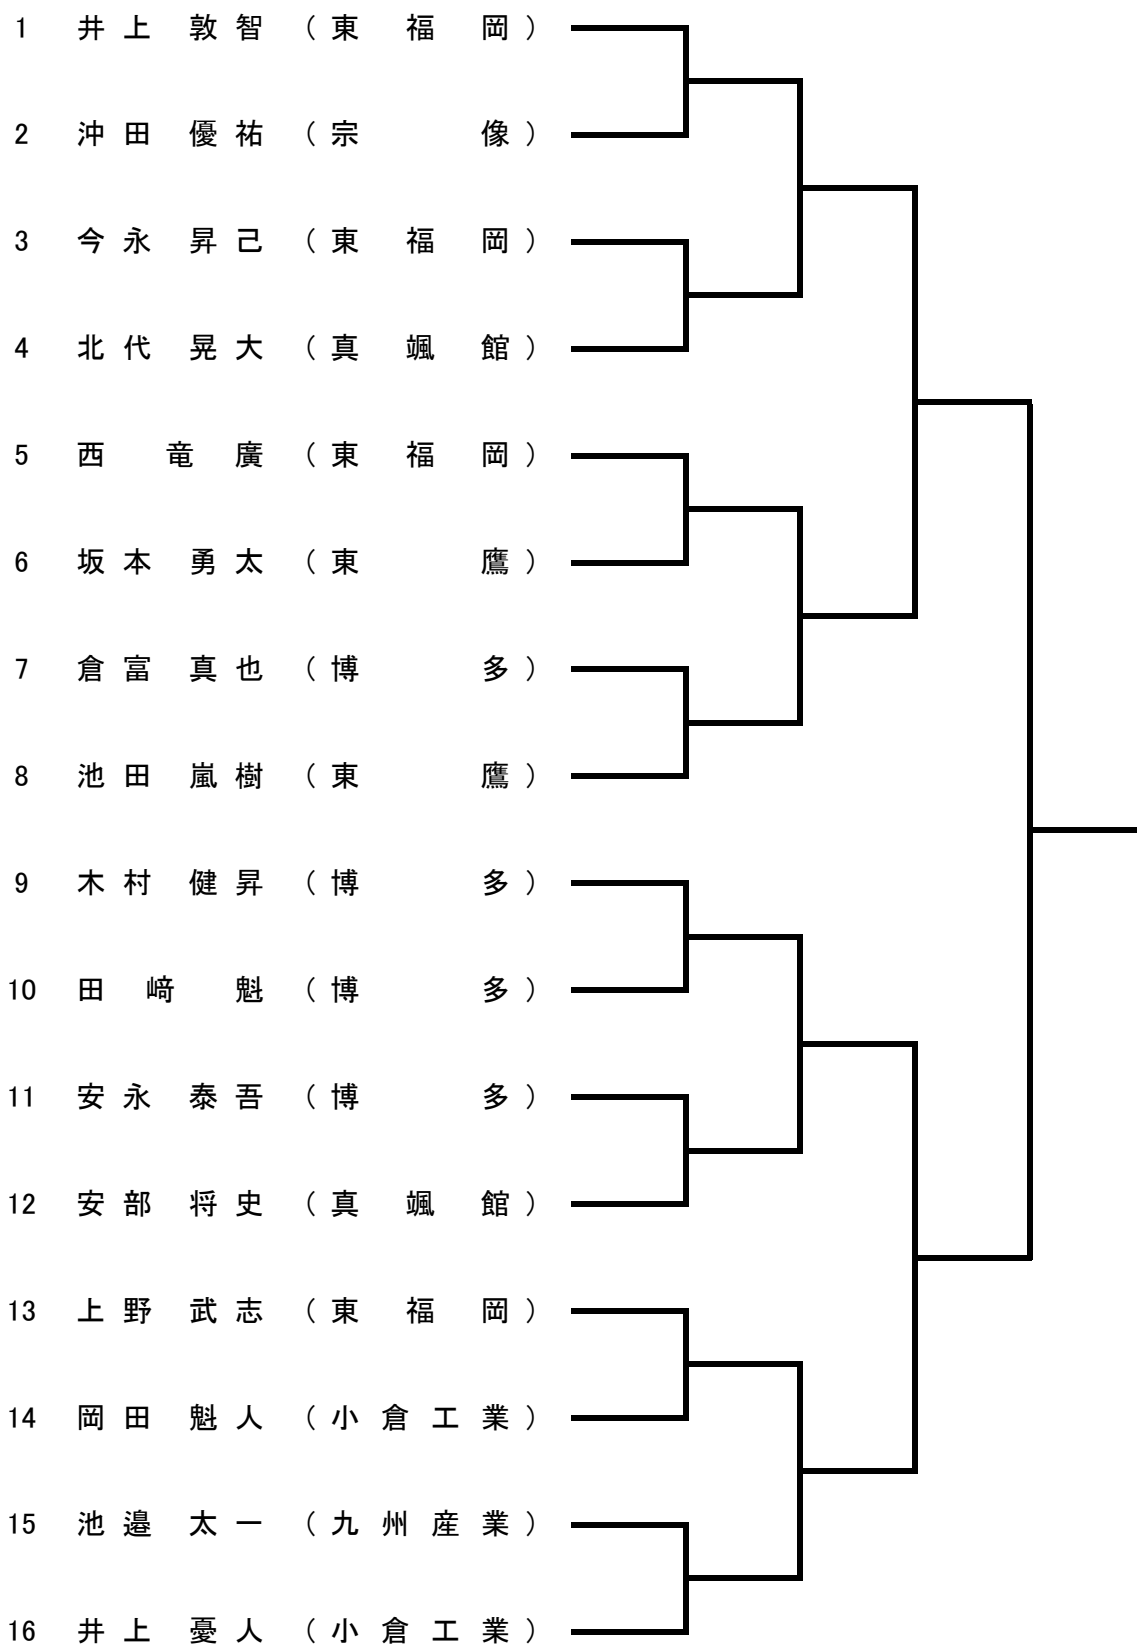 1 井上 敦智 (東福岡)
2 沖田 優祐 (宗像)
3 今永 昇己 (東福岡)
4 北代 晃大 (真颯館)
5 西 竜廣 (東福岡)
6 坂本 勇太 (東鷹)
7 倉富 真也 (博多)
8 池田 嵐樹 (東鷹)
9 木村 健昇 (博多)
10 田﨑 魁 (博多)
11 安永 泰吾 (博多)
12 安部 将史 (真颯館)
13 上野 武志 (東福岡)
14 岡田 魁人 (小倉工業)
15 池邉 太一 (九州産業)
16 井上 憂人 (小倉工業)